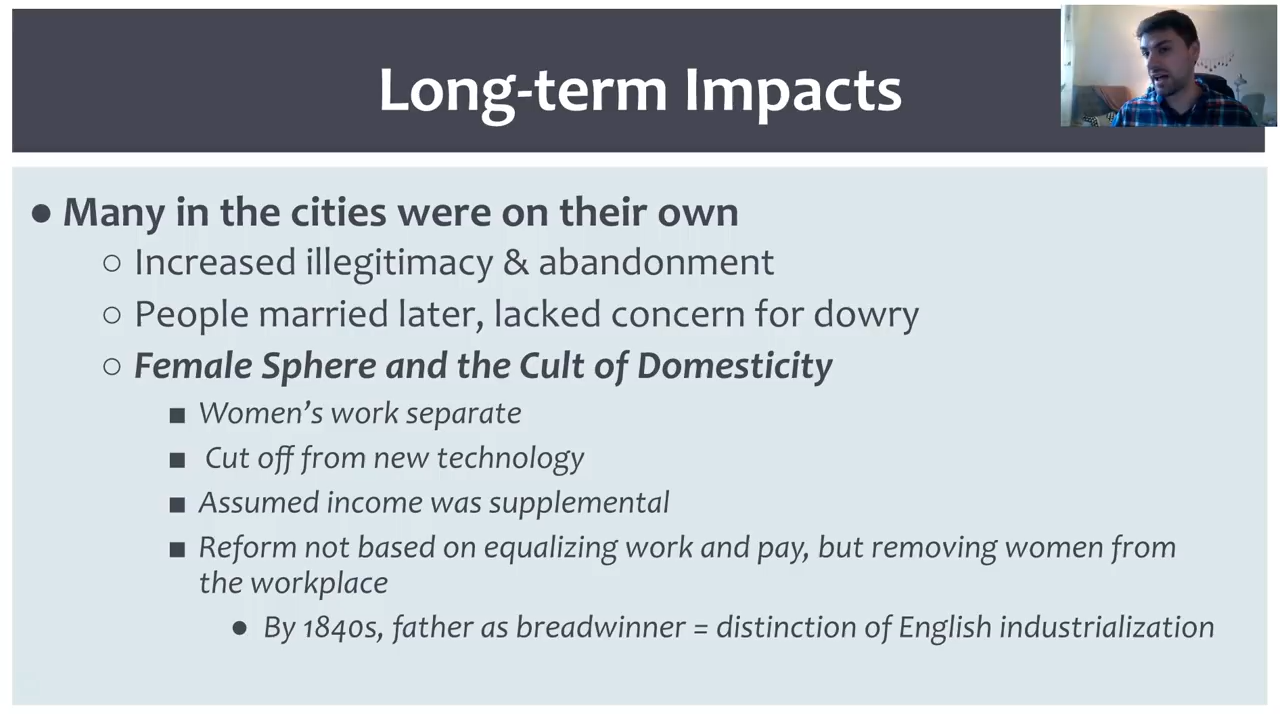 Long-term Impacts
● Many in the cities were on their own
○ Increased illegitimacy & abandonment
○ People married later, lacked concern for dowry
○ Female Sphere and the Cult of Domesticity
■ Women's work separate
■ Cut off from new technology
■ Assumed income was supplemental
■ Reform not based on equalizing work and pay, but removing women from
the workplace
● By 1840s, father as breadwinner = distinction of English industrialization